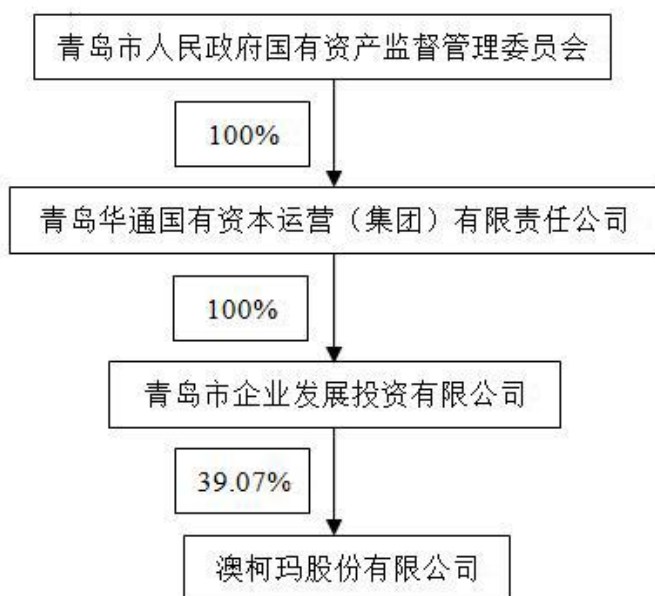 青岛市人民政府国有资产监督管理委员会
100%
青岛华通国有资本运营（集团）有限责任公司
100%
青岛市企业发展投资有限公司
39.07%
澳柯玛股份有限公司